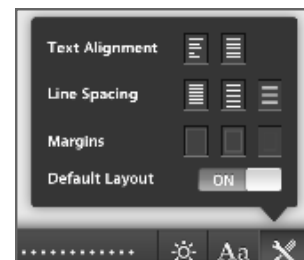 Text Alignment
Line Spacing
Margins
Default Layout ON
Aa